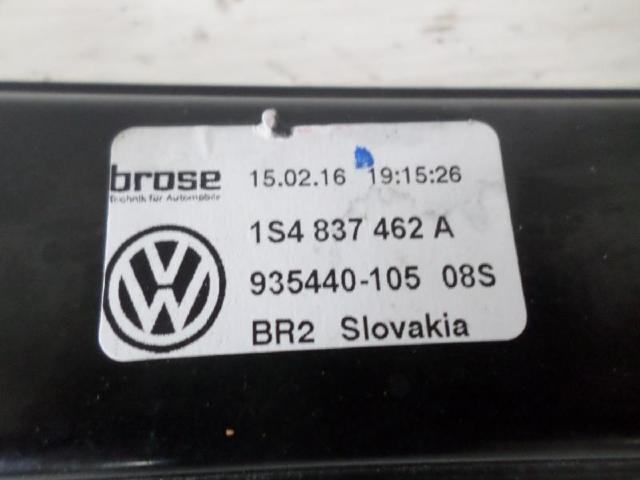 brose 15.02.16 19:15:26
Technik für Automobile
1S4 837 462 A
935440-105 08S
BR2 Slovakia